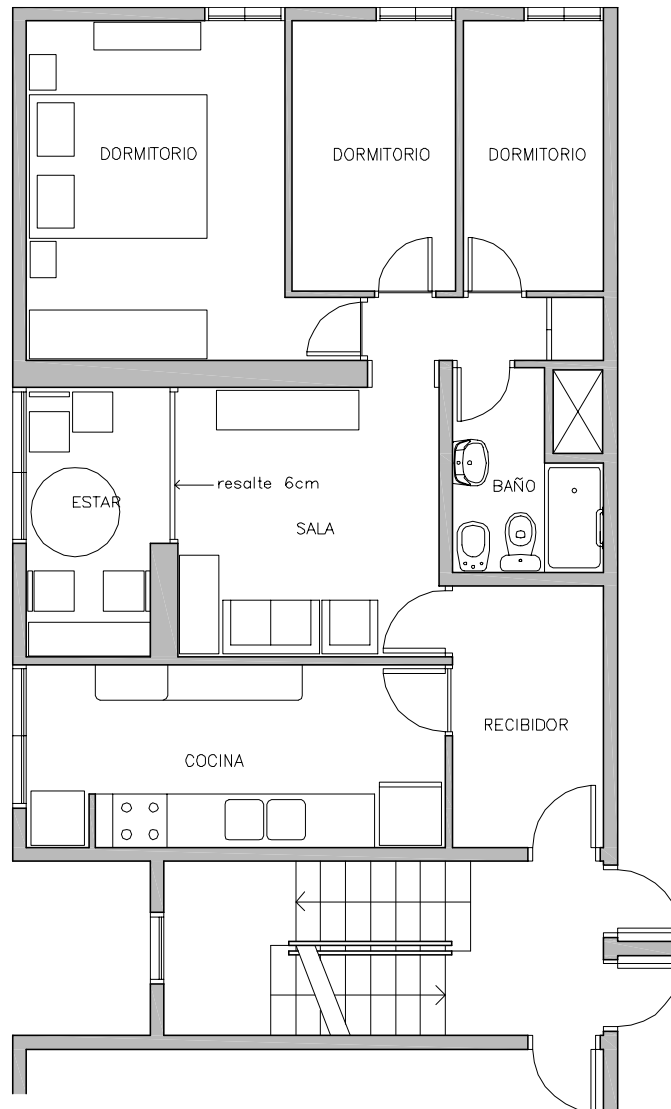 DORMITORIO
DORMITORIO
DORMITORIO
ESTAR
resalte 6cm
BAÑO
SALA
RECIBIDOR
COCINA